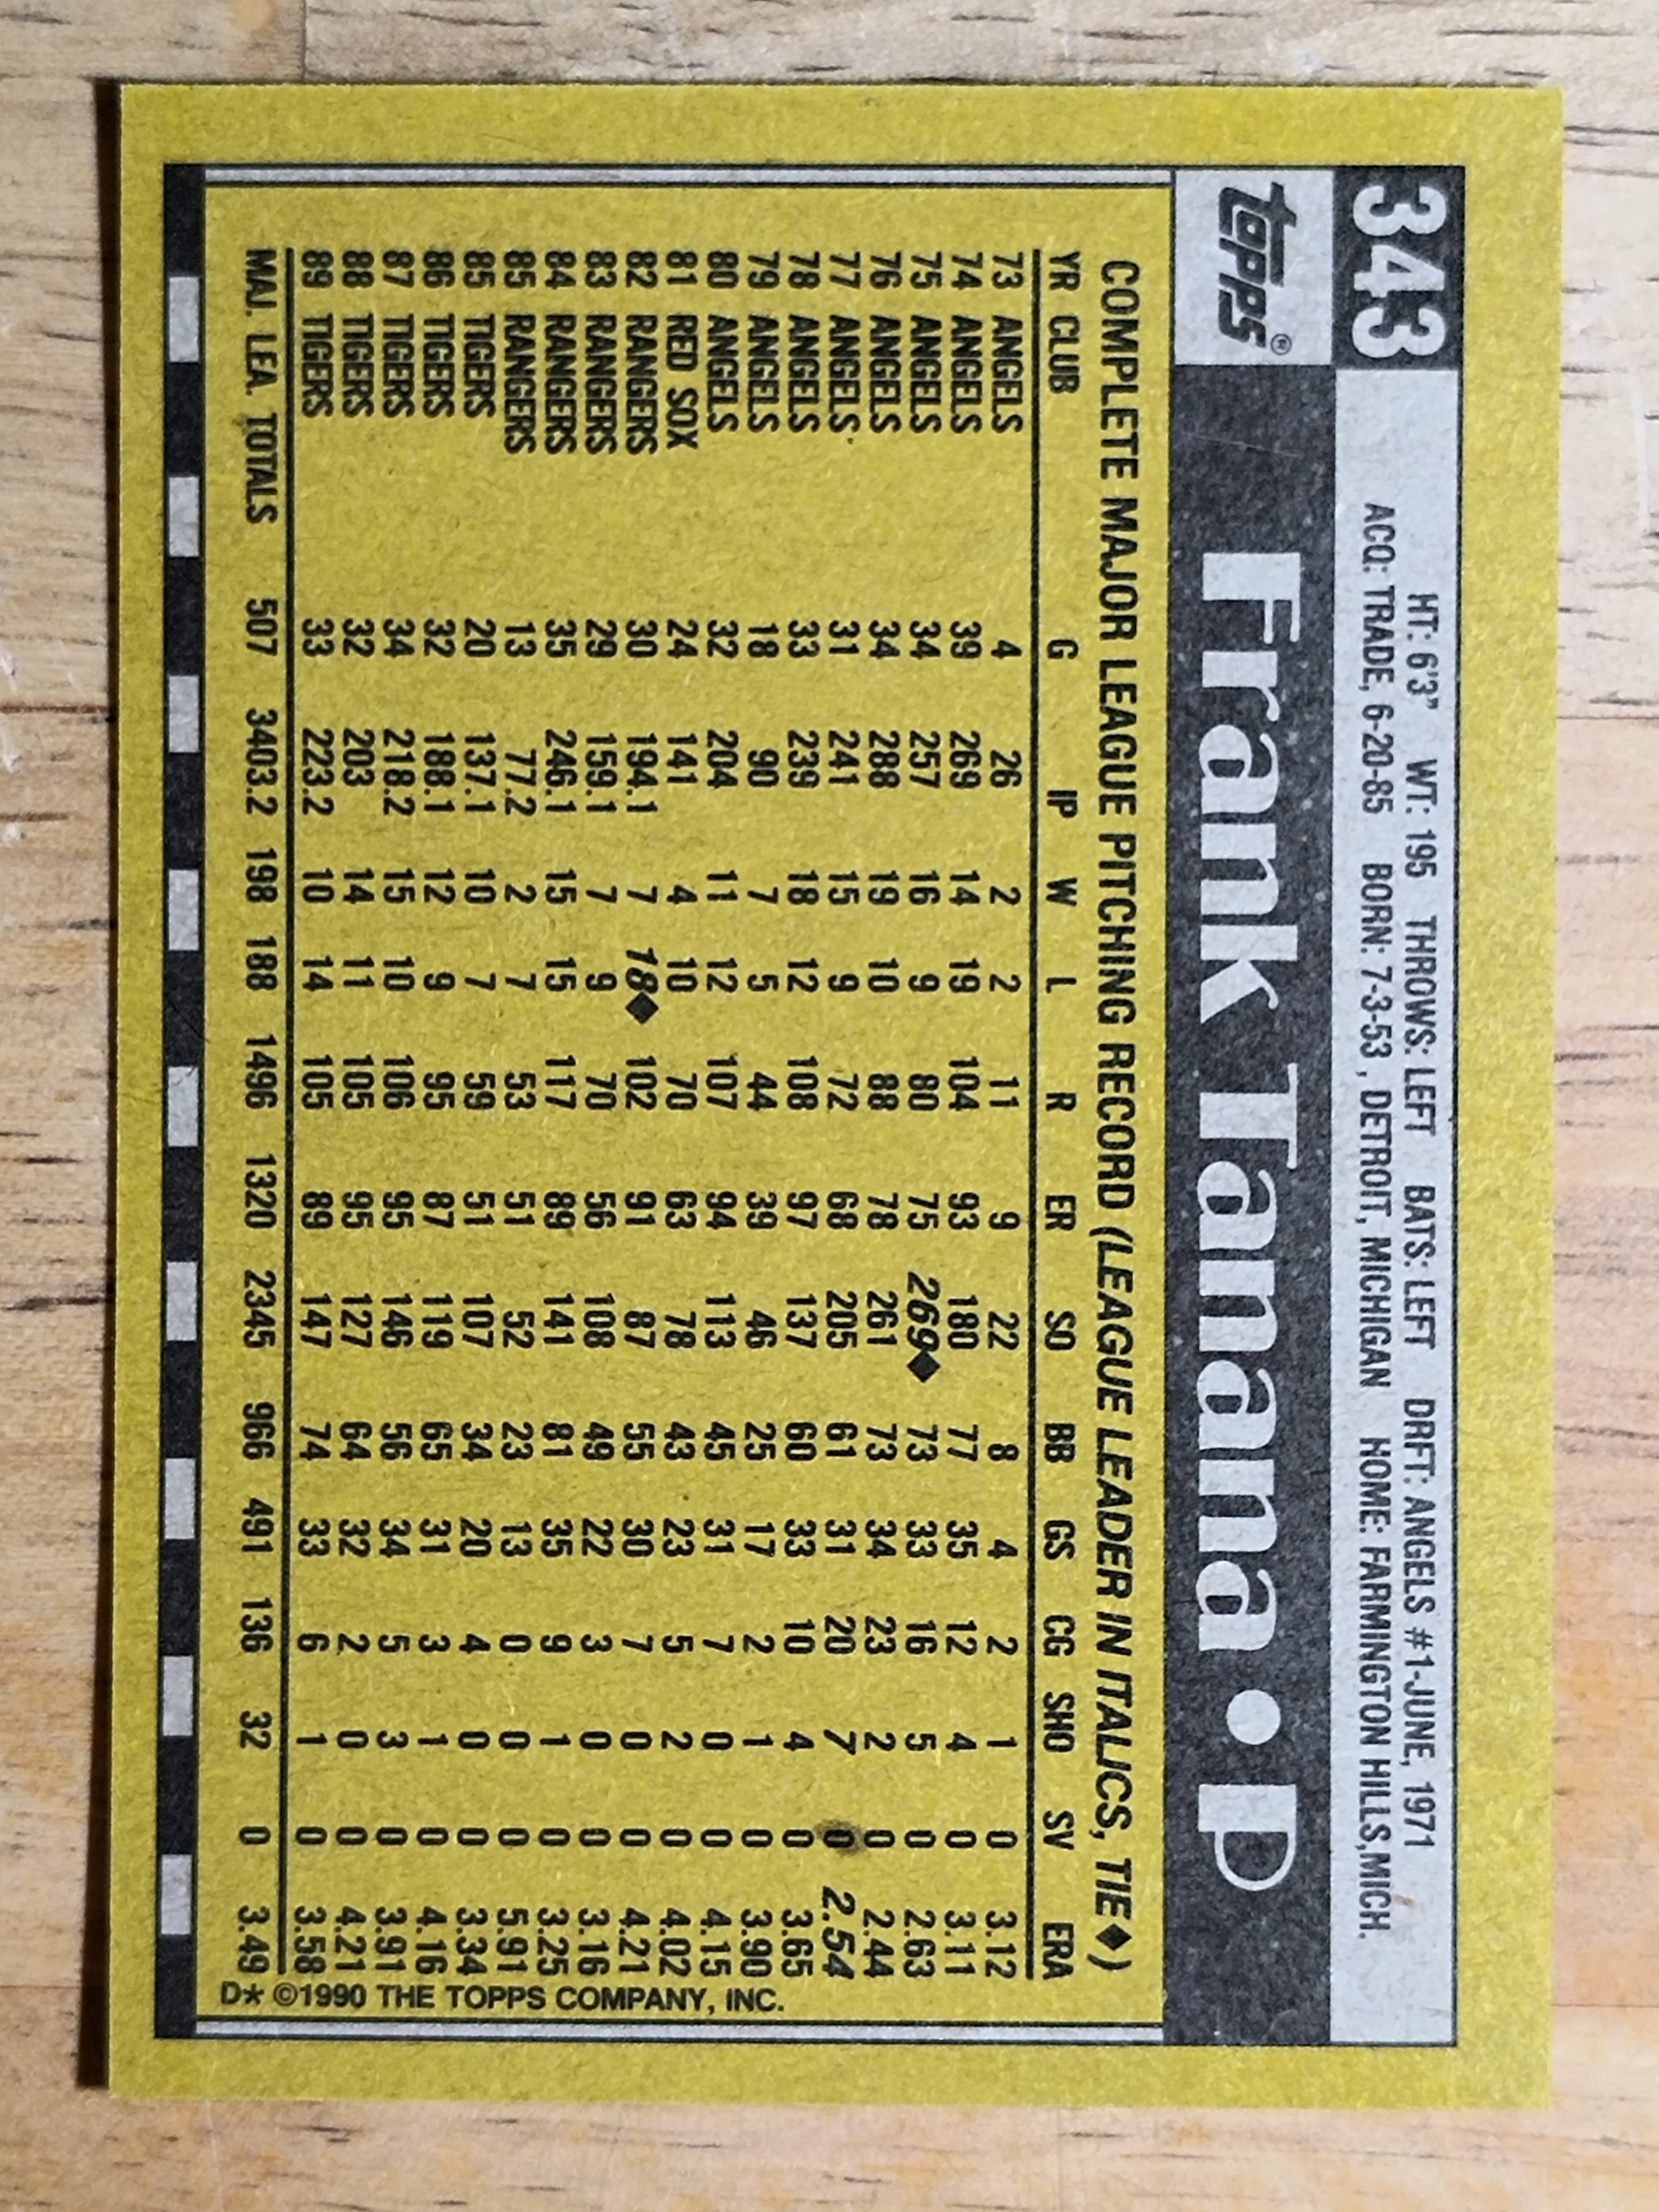 343
HT: 6'3" WT: 195 THROWS: LEFT BATS: LEFT DRFT: ANGELS #1-JUNE, 1971
ACQ: TRADE, 6-20-85 BORN: 7-3-53, DETROIT, MICHIGAN HOME: FARMINGTON HILLS, MICH.
Topps®
Frank Tanana • P
COMPLETE MAJOR LEAGUE PITCHING RECORD (LEAGUE LEADER IN ITALICS, TIE◆)
YR CLUB G IP W L R ER SO BB GS CG SHO SV ERA
73 ANGELS 4 26 2 2 11 9 22 8 4 2 1 0 3.12
74 ANGELS 39 269 14 19 104 93 180 77 35 12 4 0 3.11
75 ANGELS 34 257 16 9 80 75 269◆ 73 33 16 5 0 2.63
76 ANGELS 34 288 19 10 88 78 261 73 34 23 2 0 2.44
77 ANGELS 31 241 15 9 72 68 205 61 31 20 7 0 2.54
78 ANGELS 33 239 18 12 108 97 137 60 33 10 4 0 3.65
79 ANGELS 18 90 7 5 44 39 46 25 17 2 1 0 3.90
80 ANGELS 32 204 11 12 107 94 113 45 31 7 0 0 4.15
81 RED SOX 24 141 4 10 70 63 78 43 23 5 2 0 4.02
82 RANGERS 30 194.1 7 18◆ 102 91 87 55 30 7 0 0 4.21
83 RANGERS 29 159.1 7 9 70 56 108 49 22 3 0 0 3.16
84 RANGERS 35 246.1 15 15 117 89 141 81 35 9 1 0 3.25
85 RANGERS 13 77.2 2 7 53 51 52 23 13 0 0 0 5.91
85 TIGERS 20 137.1 10 7 59 51 107 34 20 4 0 0 3.34
86 TIGERS 32 188.1 12 9 95 87 119 65 31 3 1 0 4.16
87 TIGERS 34 218.2 15 10 106 95 146 56 34 5 3 0 3.91
88 TIGERS 32 203 14 11 105 95 127 64 32 2 0 0 4.21
89 TIGERS 33 223.2 10 14 105 89 147 74 33 6 1 0 3.58
MAJ. LEA. TOTALS 507 3403.2 198 188 1496 1320 2345 966 491 136 32 0 3.49
D* ©1990 THE TOPPS COMPANY, INC.